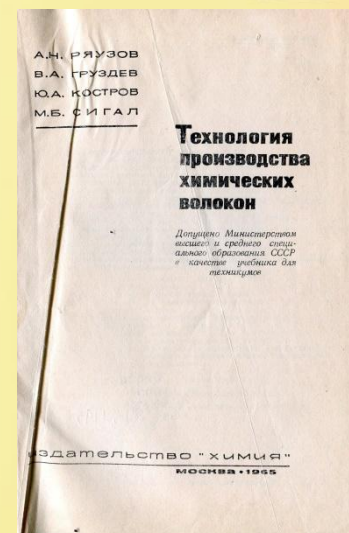 А.Н. РЯУЗОВ
В.А. ГРУЗДЕВ
Ю.А. КОСТРОВ
М.Б. СИГАЛ
Технология
производства
химических
волокон
Допущено Министерством
высшего и среднего специ-
ального образования СССР
в качестве учебника для
техникумов
издательство "химия"
МОСКВА • 1965